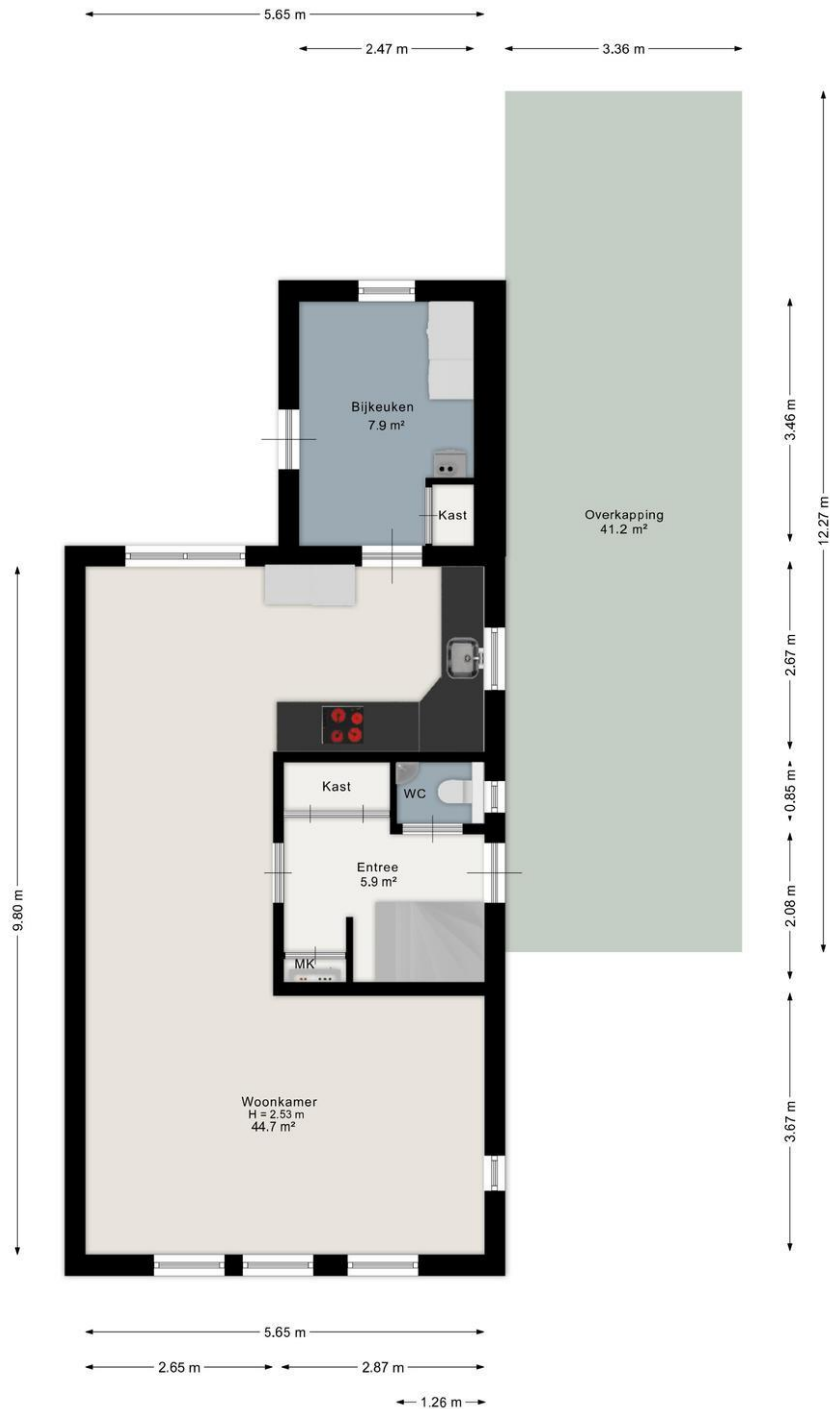 5.65 m
2.47 m
3.36 m
Bijkeuken
7.9 m²
3.46 m
Kast
Overkapping
41.2 m²
12.27 m
2.67 m
Kast
WC
0.85 m
Entree
5.9 m²
9.80 m
2.08 m
MK
Woonkamer
H = 2.53 m
44.7 m²
3.67 m
5.65 m
2.65 m
2.87 m
1.26 m